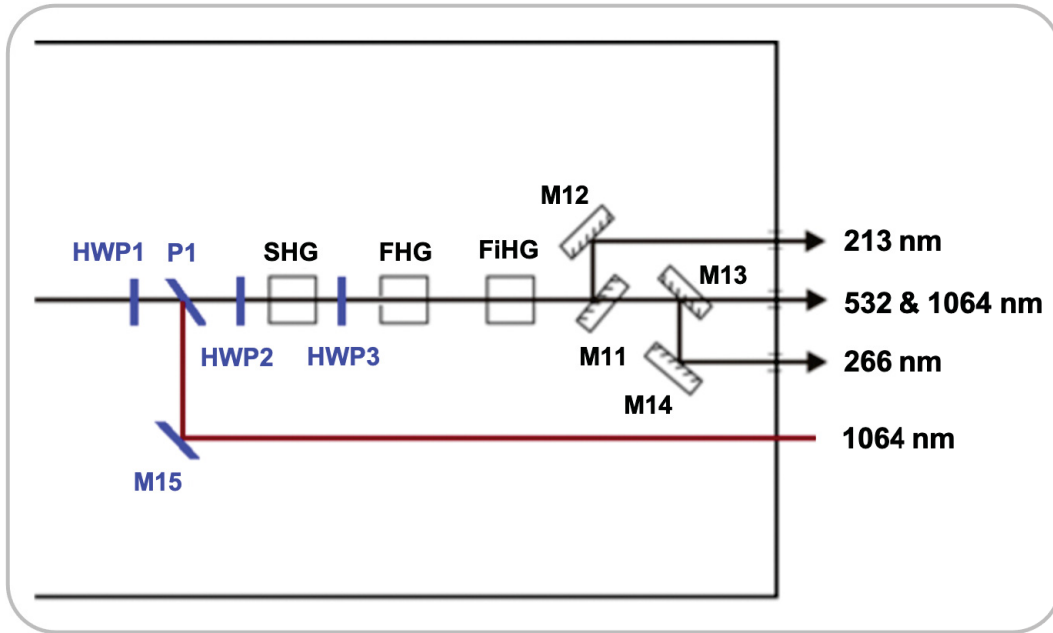 M12
HWP1 P1 SHG FHG FiHG
213 nm
M13
532 & 1064 nm
HWP2 HWP3 M11
266 nm
M14
1064 nm
M15